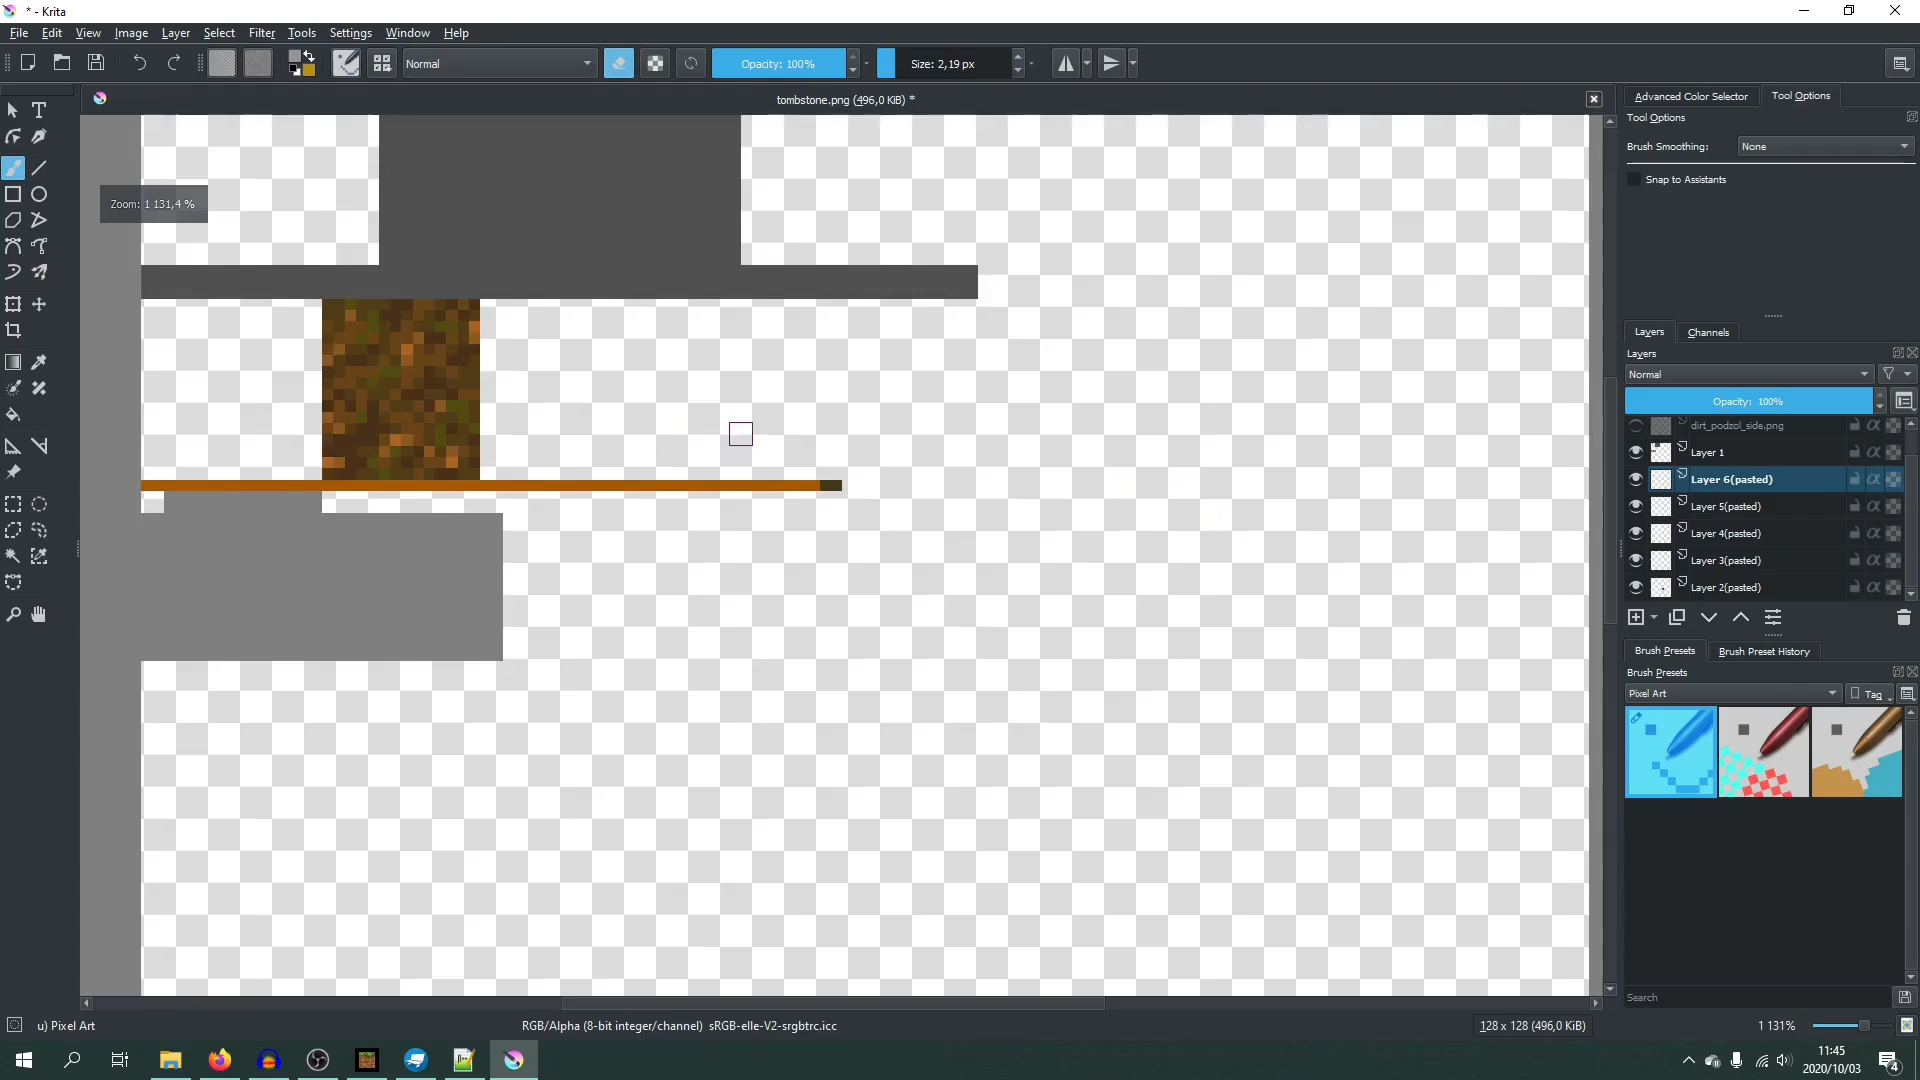 * - Krita
File Edit View Image Layer Select Filter Tools Settings Window Help
Normal
Opacity: 100%
Size: 2,19 px
tombstone.png (496,0 KiB) *
Zoom: 1 131,4 %
Advanced Color Selector
Tool Options
Tool Options
Brush Smoothing:
None
Snap to Assistants
Layers
Channels
Layers
Normal
Opacity: 100%
dirt_podzol_side.png
Layer 1
Layer 6(pasted)
Layer 5(pasted)
Layer 4(pasted)
Layer 3(pasted)
Layer 2(pasted)
Brush Presets
Brush Preset History
Brush Presets
Pixel Art
Tag
Search
u) Pixel Art
RGB/Alpha (8-bit integer/channel) sRGB-elle-V2-srgbtrc.icc
128 x 128 (496,0 KiB)
1 131%
11:45
2020/10/03
4